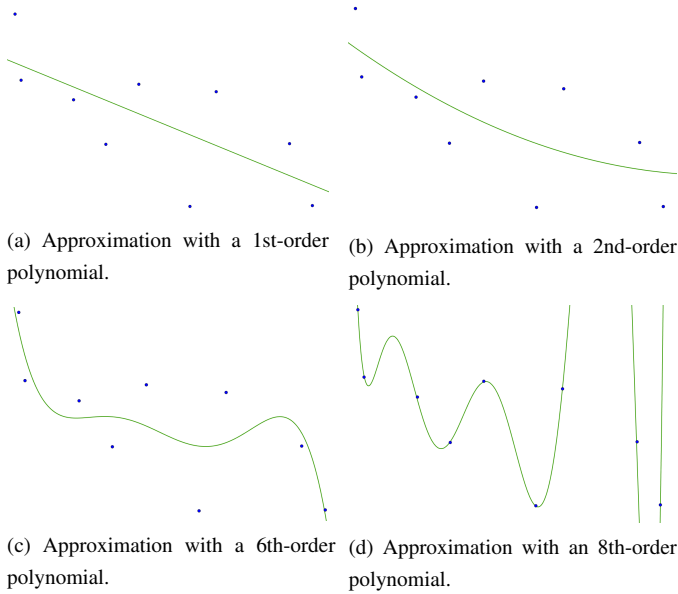 (a) Approximation with a 1st-order
polynomial.
(b) Approximation with a 2nd-order
polynomial.
(c) Approximation with a 6th-order
polynomial.
(d) Approximation with an 8th-order
polynomial.